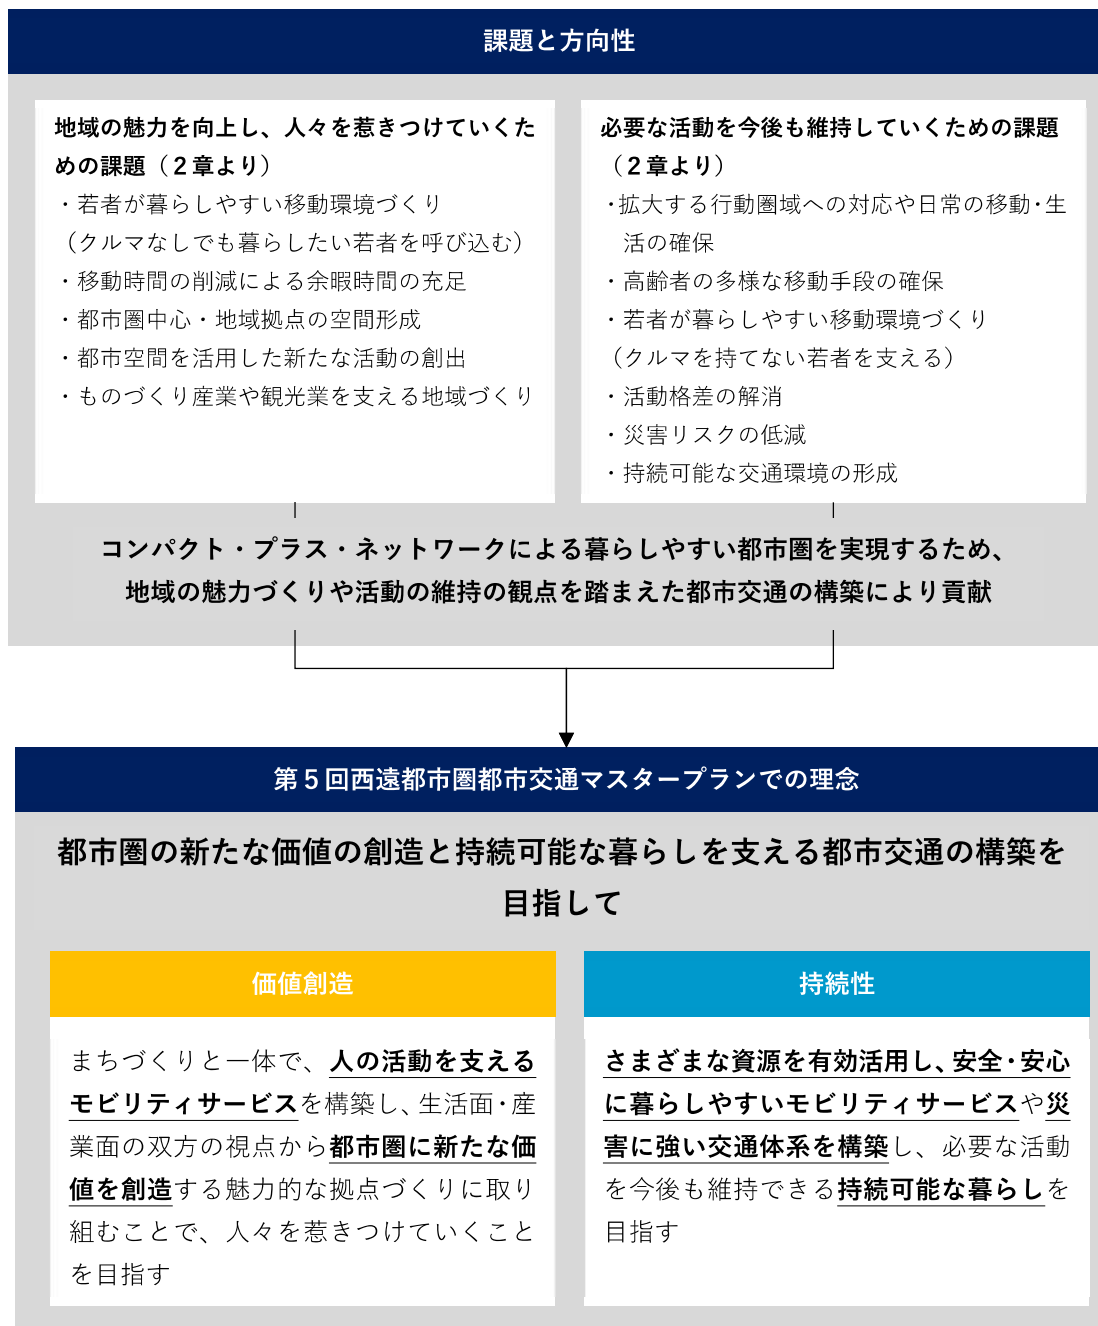 課題と方向性
地域の魅力を向上し、人々を惹きつけていくた
めの課題（２章より）
・若者が暮らしやすい移動環境づくり
（クルマなしでも暮らしたい若者を呼び込む）
・移動時間の削減による余暇時間の充足
・都市圏中心・地域拠点の空間形成
・都市空間を活用した新たな活動の創出
・ものづくり産業や観光業を支える地域づくり
必要な活動を今後も維持していくための課題
（２章より）
・拡大する行動圏域への対応や日常の移動・生
活の確保
・高齢者の多様な移動手段の確保
・若者が暮らしやすい移動環境づくり
（クルマを持てない若者を支える）
・活動格差の解消
・災害リスクの低減
・持続可能な交通環境の形成
コンパクト・プラス・ネットワークによる暮らしやすい都市圏を実現するため、
地域の魅力づくりや活動の維持の観点を踏まえた都市交通の構築により貢献
第５回西遠都市圏都市交通マスタープランでの理念
都市圏の新たな価値の創造と持続可能な暮らしを支える都市交通の構築を
目指して
価値創造
まちづくりと一体で、人の活動を支える
モビリティサービスを構築し、生活面・産
業面の双方の視点から都市圏に新たな価
値を創造する魅力的な拠点づくりに取り
組むことで、人々を惹きつけていくこと
を目指す
持続性
さまざまな資源を有効活用し、安全・安心
に暮らしやすいモビリティサービスや災
害に強い交通体系を構築し、必要な活動
を今後も維持できる持続可能な暮らしを
目指す